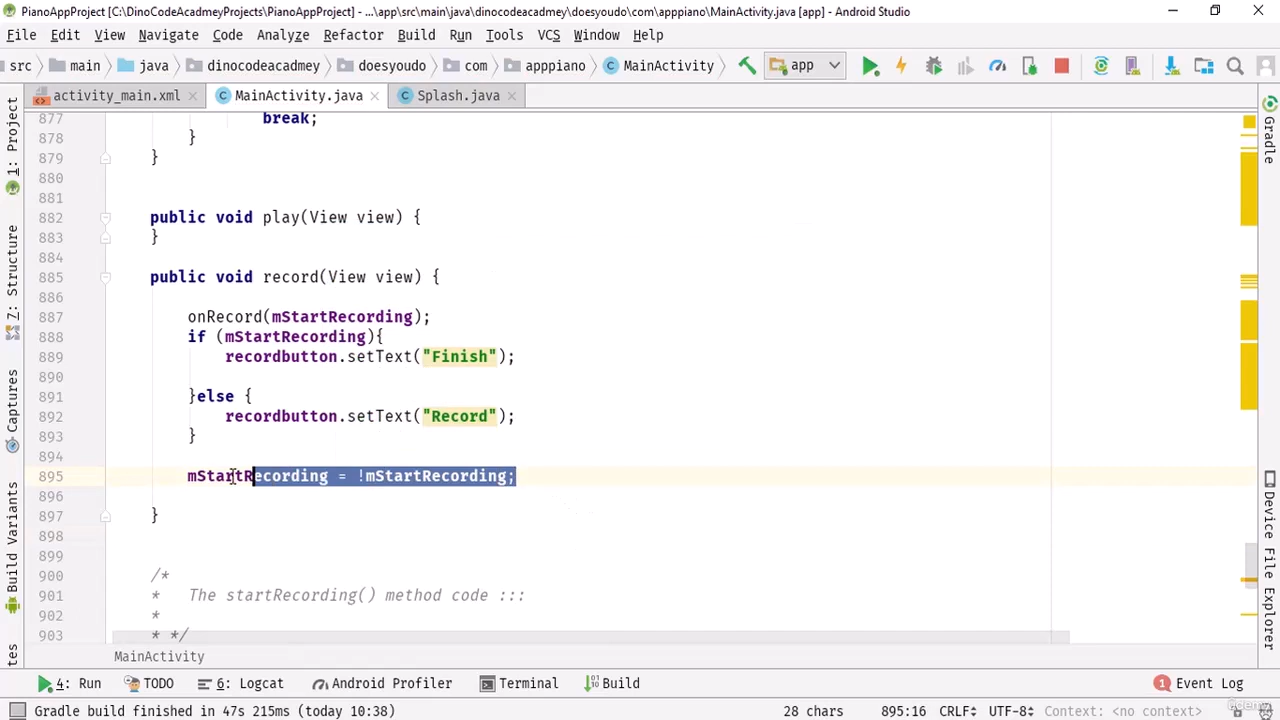 PianoAppProject [C:\DinoCodeAcadmeyProjects\PianoAppProject] - ...\app\src\main\java\dinocodeacadmey\doesyoudo\com\apppiano\MainActivity.java [app] - Android Studio
File Edit View Navigate Code Analyze Refactor Build Run Tools VCS Window Help
src main java dinocodeacadmey doesyoudo com apppiano MainActivity app
activity_main.xml MainActivity.java Splash.java
877 break;
878 }
879 }
880
881
882 public void play(View view) {
883 }
884
885 public void record(View view) {
886
887 onRecord(mStartRecording);
888 if (mStartRecording){
889 recordbutton.setText("Finish");
890
891 }else {
892 recordbutton.setText("Record");
893 }
894
895 mStartRecording = !mStartRecording;
896
897 }
898
899
900 /*
901 * The startRecording() method code :::
902 *
903 * */
MainActivity
1: Project
7: Structure
Captures
Build Variants
Gradle
Device File Explorer
4: Run TODO 6: Logcat Android Profiler Terminal Build 1 Event Log
Gradle build finished in 47s 215ms (today 10:38) 28 chars 895:16 CRLF UTF-8 Context: <no context>